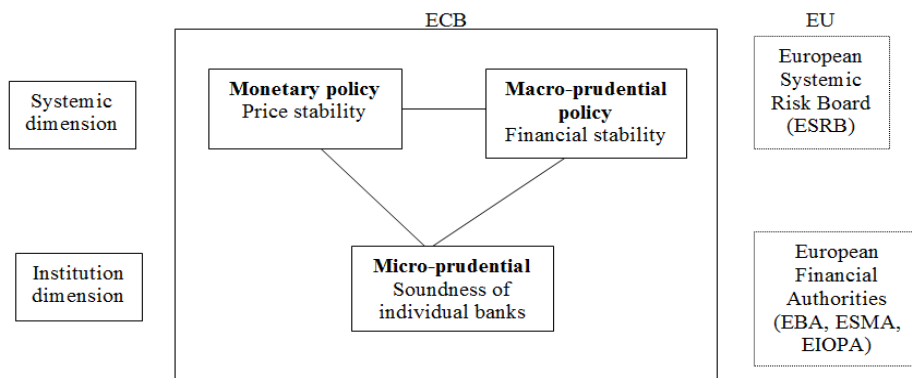 ECB
EU
Systemic
dimension
Monetary policy
Price stability
Macro-prudential
policy
Financial stability
European
Systemic
Risk Board
(ESRB)
Institution
dimension
Micro-prudential
Soundness of
individual banks
European
Financial
Authorities
(EBA, ESMA,
EIOPA)